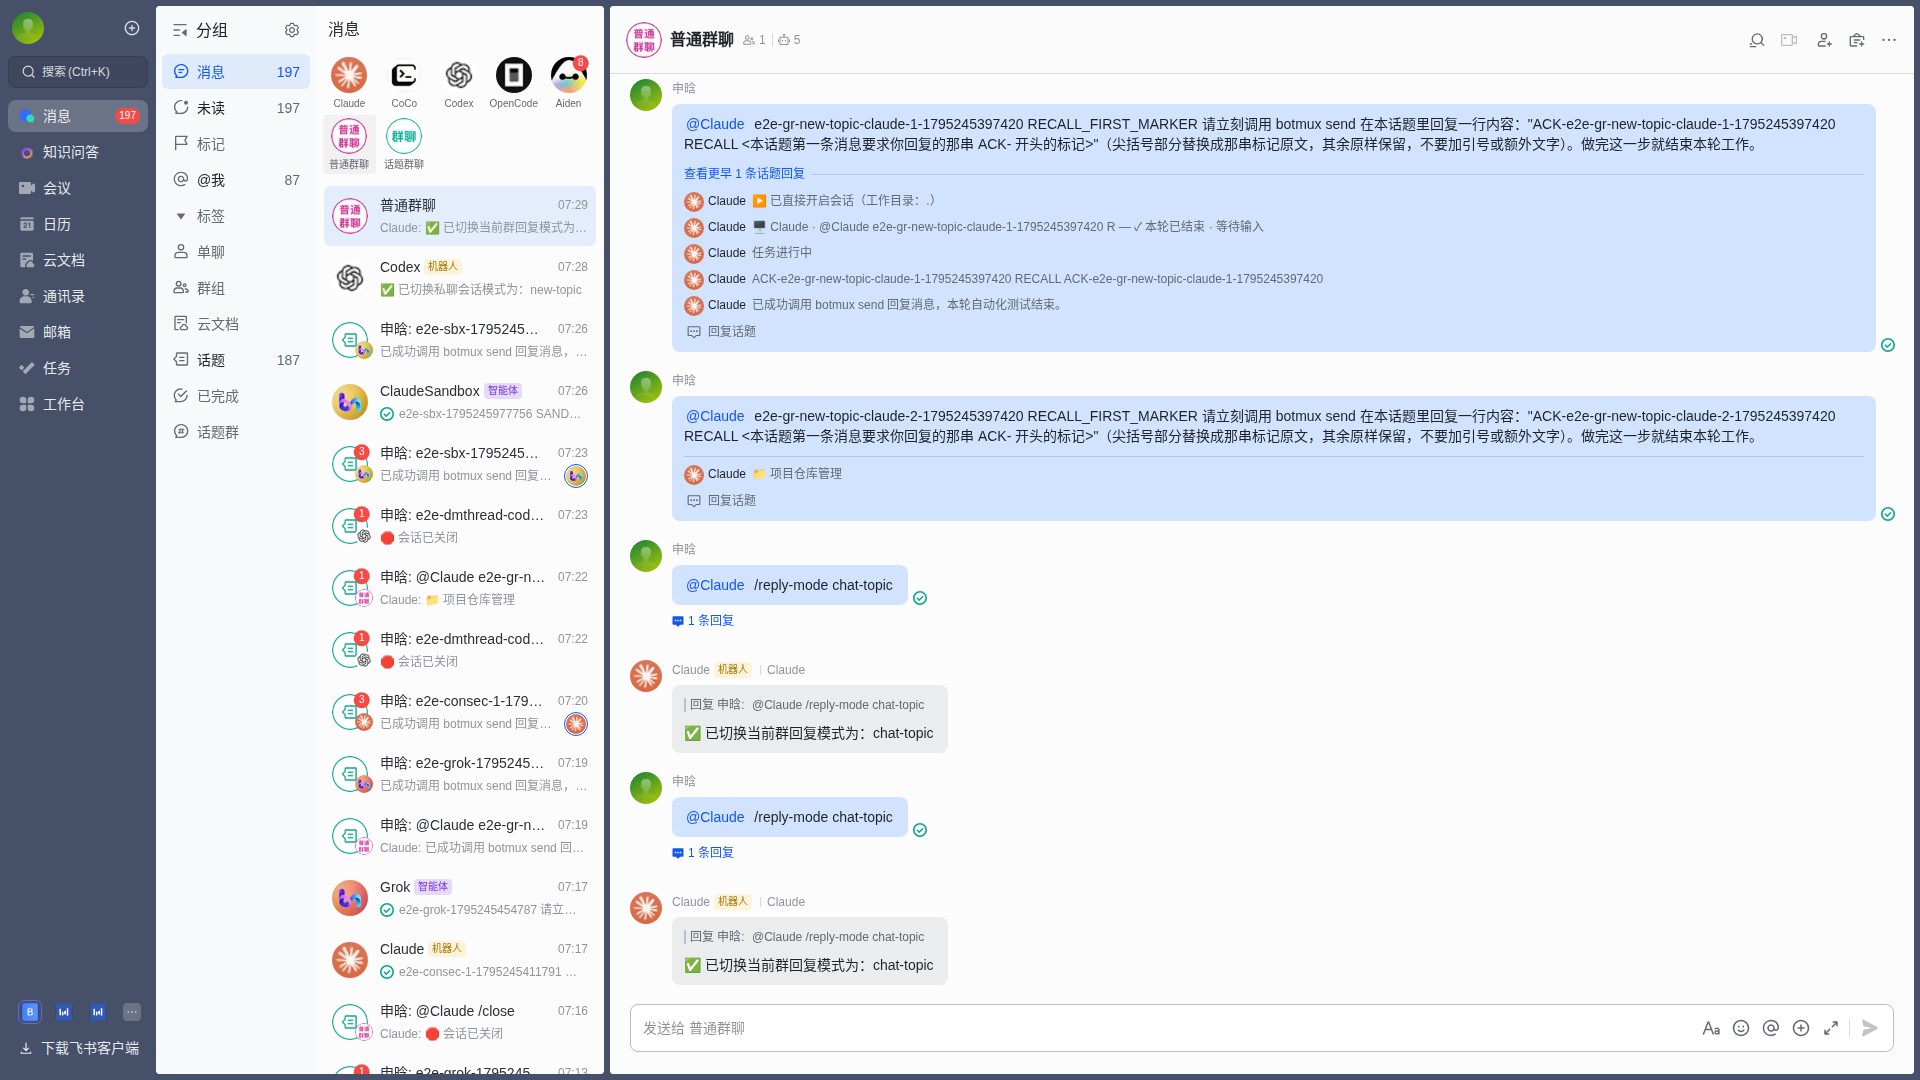 搜索 (Ctrl+K)
消息
197
知识问答
会议
日历
云文档
通讯录
邮箱
任务
工作台
下载飞书客户端
分组
消息 197
未读 197
标记
@我 87
标签
单聊
群组
云文档
话题 187
已完成
话题群
消息
Claude
CoCo
Codex
OpenCode
8
Aiden
普通群聊
普通群聊
群聊
话题群聊
普通群聊
普通群聊 07:29
Claude: ✅ 已切换当前群回复模式为…
Codex 机器人 07:28
✅ 已切换私聊会话模式为：new-topic
申晗: e2e-sbx-1795245… 07:26
已成功调用 botmux send 回复消息，…
ClaudeSandbox 智能体 07:26
e2e-sbx-1795245977756 SAND…
3
申晗: e2e-sbx-1795245… 07:23
已成功调用 botmux send 回复…
1
申晗: e2e-dmthread-cod… 07:23
🛑 会话已关闭
1
申晗: @Claude e2e-gr-n… 07:22
Claude: 📁 项目仓库管理
1
申晗: e2e-dmthread-cod… 07:22
🛑 会话已关闭
3
申晗: e2e-consec-1-179… 07:20
已成功调用 botmux send 回复…
申晗: e2e-grok-1795245… 07:19
已成功调用 botmux send 回复消息，…
申晗: @Claude e2e-gr-n… 07:19
Claude: 已成功调用 botmux send 回…
Grok 智能体 07:17
e2e-grok-1795245454787 请立…
Claude 机器人 07:17
e2e-consec-1-1795245411791 …
申晗: @Claude /close 07:16
Claude: 🛑 会话已关闭
1
申晗: e2e-grok-1795245… 07:13
普通群聊
普通群聊 1 5
申晗
@Claude e2e-gr-new-topic-claude-1-1795245397420 RECALL_FIRST_MARKER 请立刻调用 botmux send 在本话题里回复一行内容："ACK-e2e-gr-new-topic-claude-1-1795245397420
RECALL <本话题第一条消息要求你回复的那串 ACK- 开头的标记>"（尖括号部分替换成那串标记原文，其余原样保留，不要加引号或额外文字）。做完这一步就结束本轮工作。
查看更早 1 条话题回复
Claude ▶️ 已直接开启会话（工作目录：.）
Claude 🖥️ Claude · @Claude e2e-gr-new-topic-claude-1-1795245397420 R — ✓ 本轮已结束 · 等待输入
Claude 任务进行中
Claude ACK-e2e-gr-new-topic-claude-1-1795245397420 RECALL ACK-e2e-gr-new-topic-claude-1-1795245397420
Claude 已成功调用 botmux send 回复消息，本轮自动化测试结束。
回复话题
申晗
@Claude e2e-gr-new-topic-claude-2-1795245397420 RECALL_FIRST_MARKER 请立刻调用 botmux send 在本话题里回复一行内容："ACK-e2e-gr-new-topic-claude-2-1795245397420
RECALL <本话题第一条消息要求你回复的那串 ACK- 开头的标记>"（尖括号部分替换成那串标记原文，其余原样保留，不要加引号或额外文字）。做完这一步就结束本轮工作。
Claude 📁 项目仓库管理
回复话题
申晗
@Claude /reply-mode chat-topic
1 条回复
Claude 机器人 Claude
回复 申晗：@Claude /reply-mode chat-topic
✅ 已切换当前群回复模式为：chat-topic
申晗
@Claude /reply-mode chat-topic
1 条回复
Claude 机器人 Claude
回复 申晗：@Claude /reply-mode chat-topic
✅ 已切换当前群回复模式为：chat-topic
发送给 普通群聊
Aa